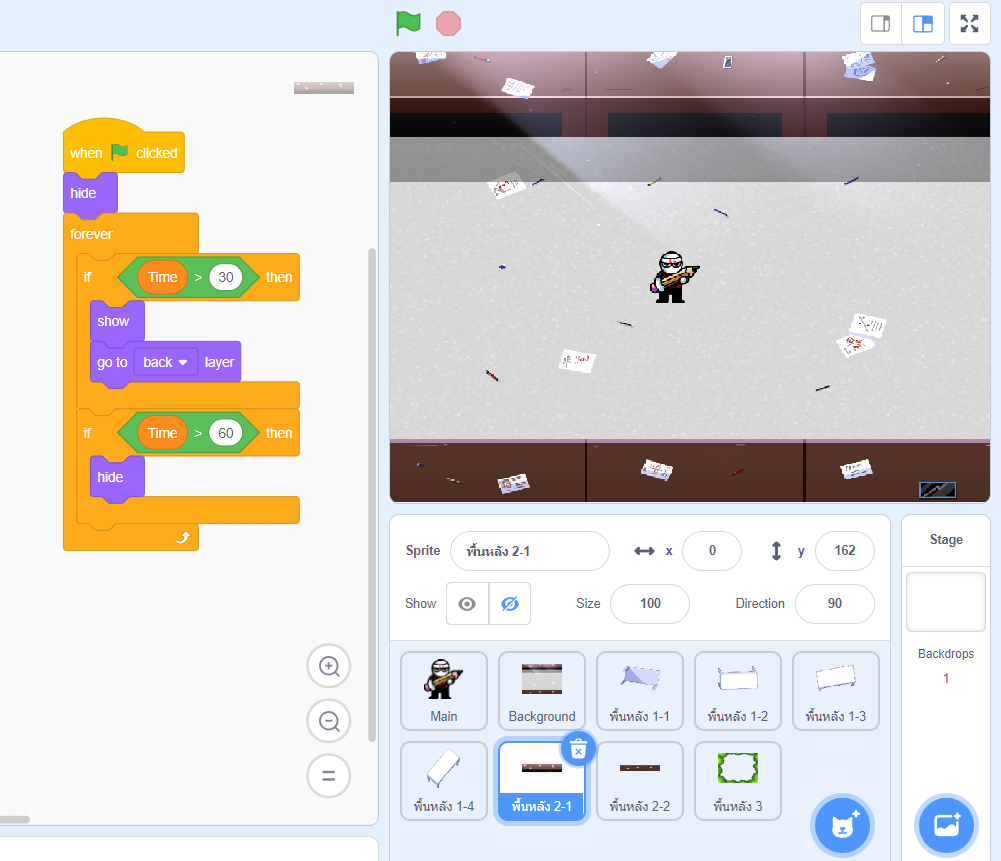 when clicked
hide
forever
if Time > 30 then
show
go to back layer
if Time > 60 then
hide
Sprite พื้นหลัง 2-1 x 0 y 162
Show Size 100 Direction 90
Stage
Backdrops
1
Main Background พื้นหลัง 1-1 พื้นหลัง 1-2 พื้นหลัง 1-3
พื้นหลัง 1-4 พื้นหลัง 2-1 พื้นหลัง 2-2 พื้นหลัง 3